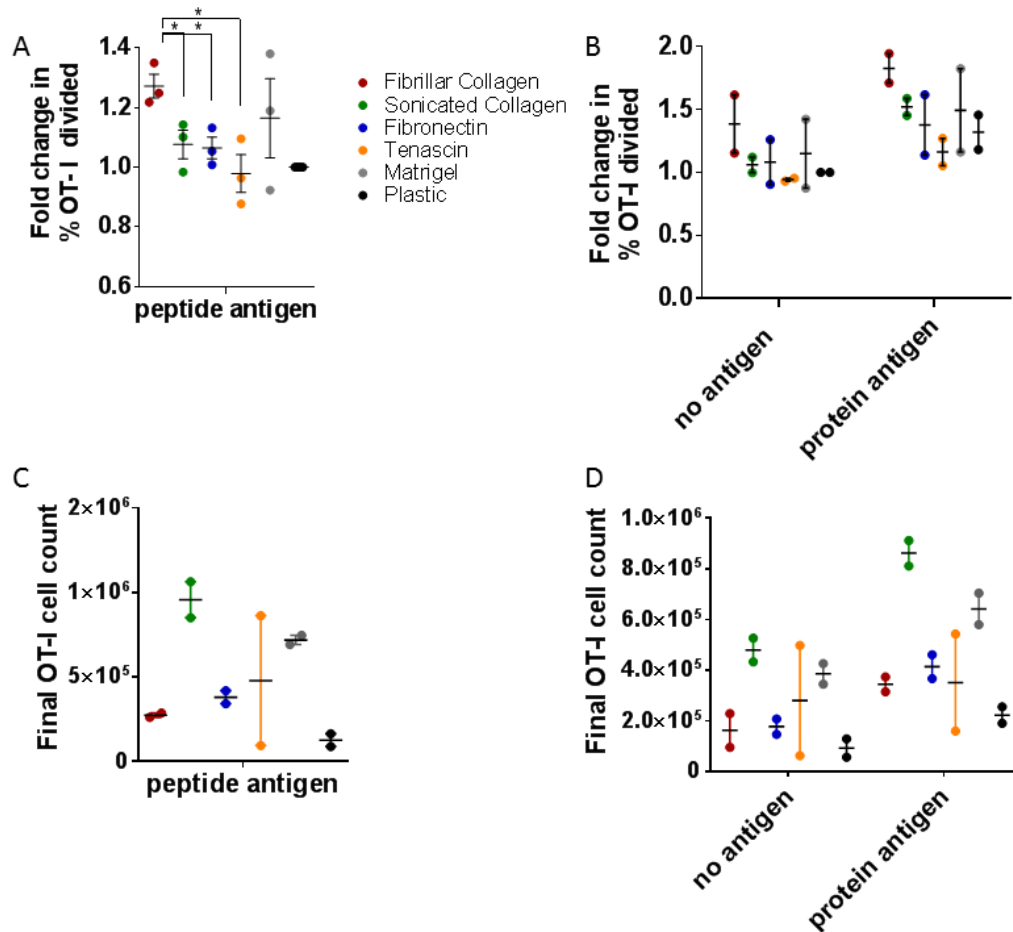 A
Fold change in
% OT-I divided
1.4
1.2
1.0
0.8
0.6
*
* *
peptide antigen
Fibrillar Collagen
Sonicated Collagen
Fibronectin
Tenascin
Matrigel
Plastic
B
Fold change in
% OT-I divided
2.0
1.5
1.0
0.5
0.0
no antigen
protein antigen
C
Final OT-I cell count
2×10⁶
1×10⁶
5×10⁵
0
peptide antigen
D
Final OT-I cell count
1.0×10⁶
8.0×10⁵
6.0×10⁵
4.0×10⁵
2.0×10⁵
0
no antigen
protein antigen